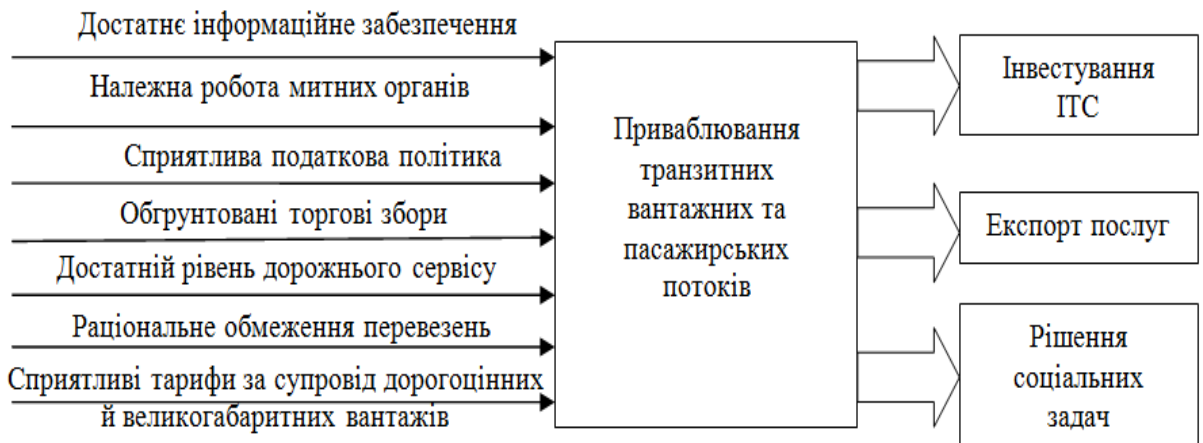 Достатнє інформаційне забезпечення
Належна робота митних органів
Сприятлива податкова політика
Обгрунтовані торгові збори
Достатній рівень дорожнього сервісу
Раціональне обмеження перевезень
Сприятливі тарифи за супровід дорогоцінних
й великогабаритних вантажів
Приваблювання
транзитних
вантажних та
пасажирських
потоків
Інвестування
ІТС
Експорт послуг
Рішення
соціальних
задач